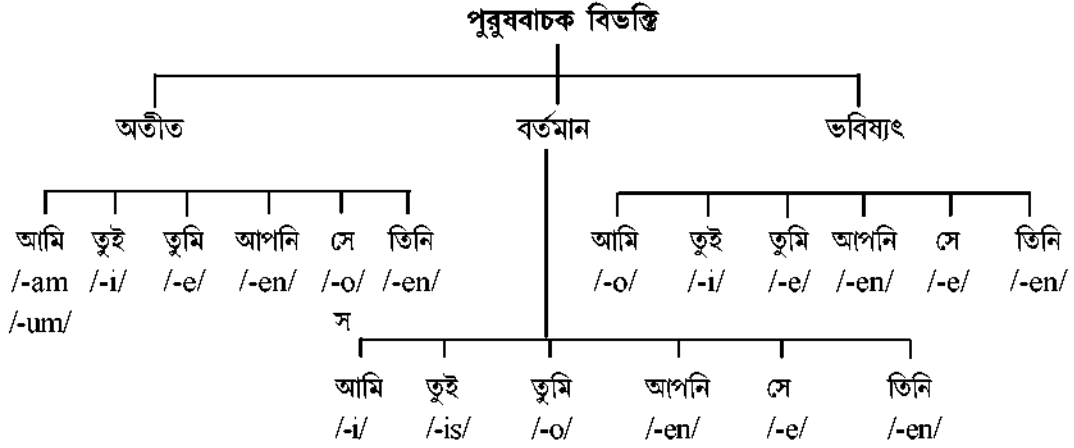 পুরুষবাচক বিভক্তি
অতীত বর্তমান ভবিষ্যৎ
আমি তুই তুমি আপনি সে তিনি আমি তুই তুমি আপনি সে তিনি
/-am /-i/ /-e/ /-en/ /-o/ /-en/ /-o/ /-i/ /-e/ /-en/ /-e/ /-en/
/-um/ স
আমি তুই তুমি আপনি সে তিনি
/-i/ /-is/ /-o/ /-en/ /-e/ /-en/